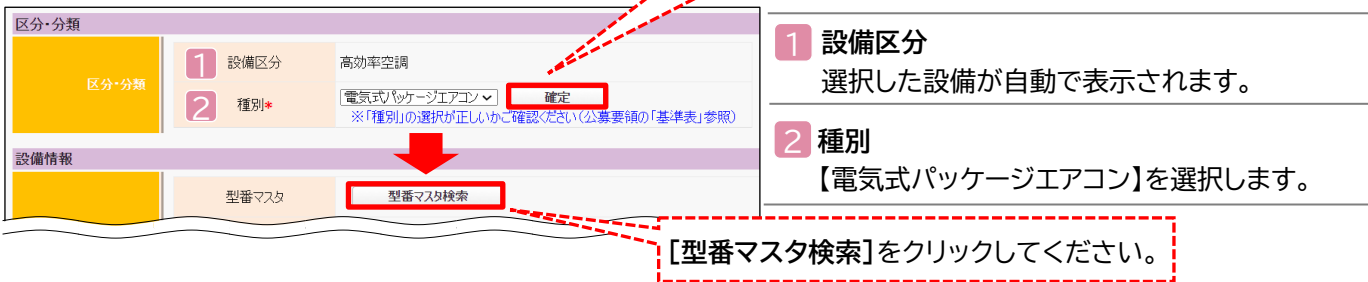 区分・分類
区分・分類
1 設備区分 高効率空調
2 種別* 電気式パッケージエアコン 確定
※「種別」の選択が正しいかご確認ください(公募要領の「基準表」参照)
設備情報
型番マスタ 型番マスタ検索
1 設備区分
選択した設備が自動で表示されます。
2 種別
【電気式パッケージエアコン】を選択します。
[型番マスタ検索]をクリックしてください。